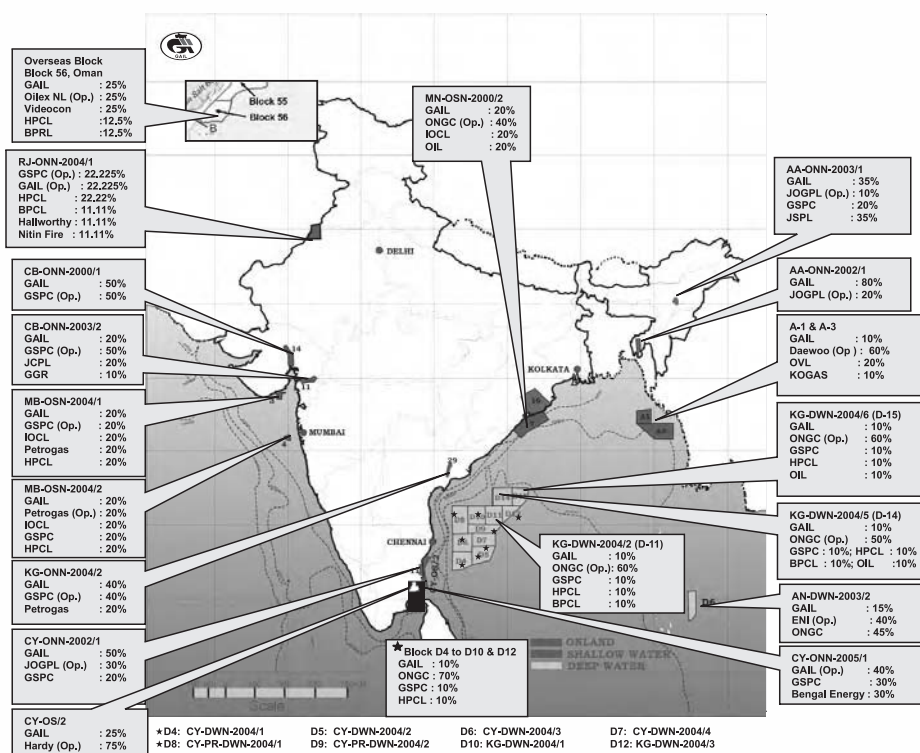 GAIL
Overseas Block
Block 56, Oman
GAIL : 25%
Oilex NL (Op.) : 25%
Videocon : 25%
HPCL :12.5%
BPRL :12.5%
Block 55
Block 56
B
RJ-ONN-2004/1
GSPC (Op.) : 22.225%
GAIL (Op.) : 22.225%
HPCL : 22.22%
BPCL : 11.11%
Hallworthy : 11.11%
Nitin Fire : 11.11%
CB-ONN-2000/1
GAIL : 50%
GSPC (Op.) : 50%
CB-ONN-2003/2
GAIL : 20%
GSPC (Op.) : 50%
JCPL : 20%
GGR : 10%
MB-OSN-2004/1
GAIL : 20%
GSPC (Op.) : 20%
IOCL : 20%
Petrogas : 20%
HPCL : 20%
MB-OSN-2004/2
GAIL : 20%
Petrogas (Op.) : 20%
IOCL : 20%
GSPC : 20%
HPCL : 20%
KG-ONN-2004/2
GAIL : 40%
GSPC (Op.) : 40%
Petrogas : 20%
CY-ONN-2002/1
GAIL : 50%
JOGPL (Op.) : 30%
GSPC : 20%
CY-OS/2
GAIL : 25%
Hardy (Op.) : 75%
MN-OSN-2000/2
GAIL : 20%
ONGC (Op.) : 40%
IOCL : 20%
OIL : 20%
AA-ONN-2003/1
GAIL : 35%
JOGPL (Op.) : 10%
GSPC : 20%
JSPL : 35%
AA-ONN-2002/1
GAIL : 80%
JOGPL (Op.) : 20%
A-1 & A-3
GAIL : 10%
Daewoo (Op ) : 60%
OVL : 20%
KOGAS : 10%
KG-DWN-2004/6 (D-15)
GAIL : 10%
ONGC (Op.) : 60%
GSPC : 10%
HPCL : 10%
OIL : 10%
KG-DWN-2004/5 (D-14)
GAIL : 10%
ONGC (Op.) : 50%
GSPC : 10%; HPCL : 10%
BPCL : 10%; OIL : 10%
KG-DWN-2004/2 (D-11)
GAIL : 10%
ONGC (Op.): 60%
GSPC : 10%
HPCL : 10%
BPCL : 10%
AN-DWN-2003/2
GAIL : 15%
ENI (Op.) : 40%
ONGC : 45%
CY-ONN-2005/1
GAIL (Op.) : 40%
GSPC : 30%
Bengal Energy : 30%
★Block D4 to D10 & D12
GAIL : 10%
ONGC : 70%
GSPC : 10%
HPCL : 10%
DELHI
KOLKATA
MUMBAI
CHENNAI
14
11
29
D8
D11
D9
D7
D6
ONLAND
SHALLOW WATER
DEEP WATER
Scale
★D4: CY-DWN-2004/1 D5: CY-DWN-2004/2 D6: CY-DWN-2004/3 D7: CY-DWN-2004/4
★D8: CY-PR-DWN-2004/1 D9: CY-PR-DWN-2004/2 D10: KG-DWN-2004/1 D12: KG-DWN-2004/3